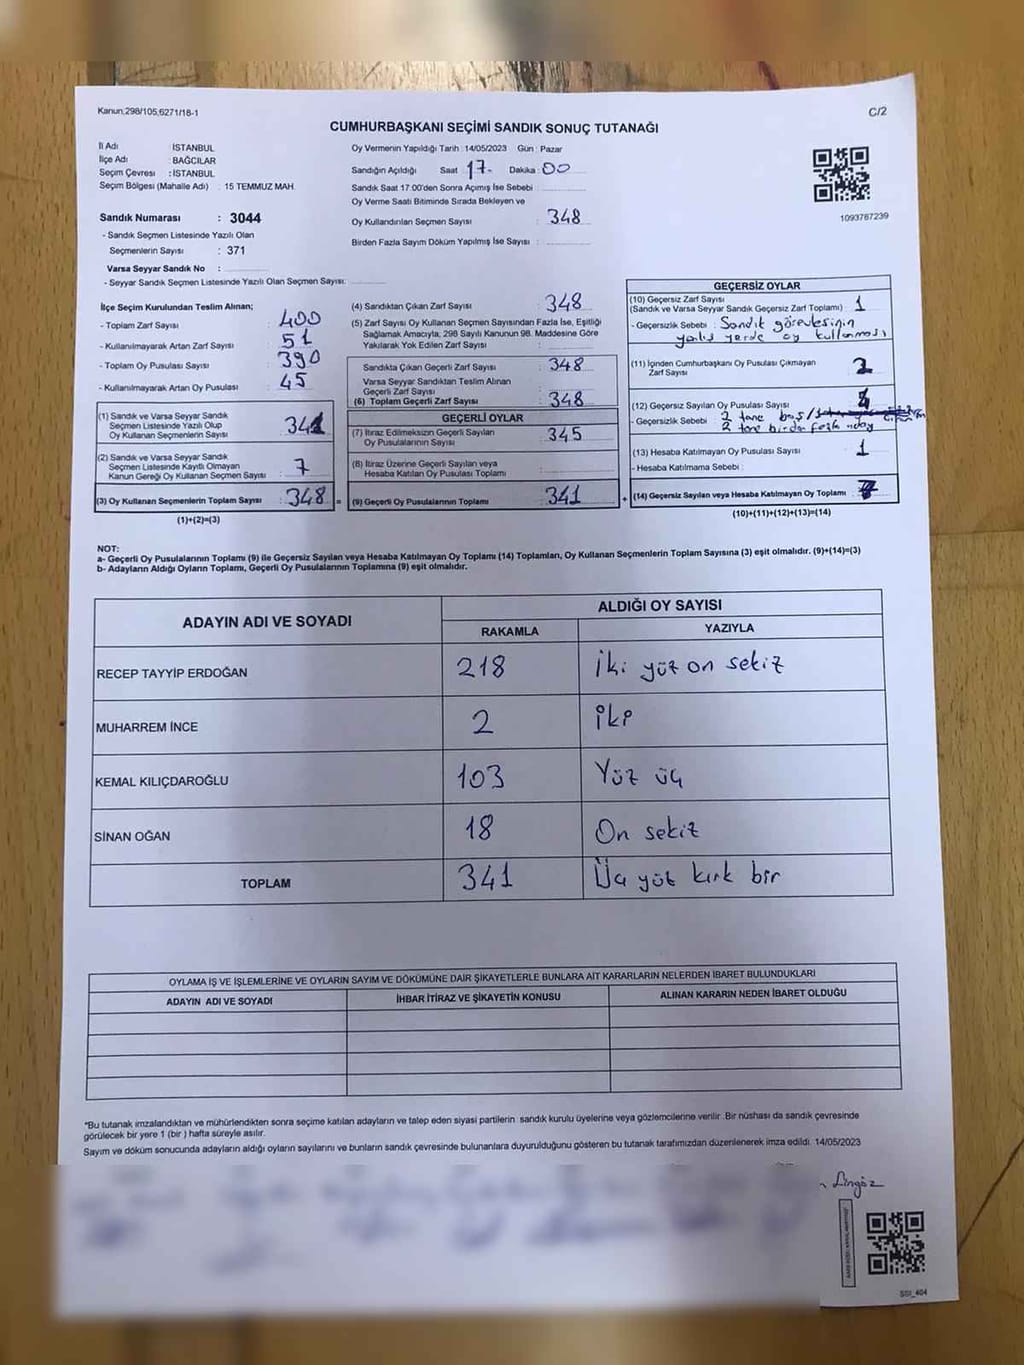 Kanun,298/105,6271/18-1
C/2
CUMHURBAŞKANI SEÇİMİ SANDIK SONUÇ TUTANAĞI
İl Adı : İSTANBUL
İlçe Adı : BAĞCILAR
Seçim Çevresi : İSTANBUL
Seçim Bölgesi (Mahalle Adı) : 15 TEMMUZ MAH.
Sandık Numarası : 3044
- Sandık Seçmen Listesinde Yazılı Olan
Seçmenlerin Sayısı : 371
Varsa Seyyar Sandık No :
- Seyyar Sandık Seçmen Listesinde Yazılı Olan Seçmen Sayısı:
Oy Vermenin Yapıldığı Tarih :14/05/2023 Gün : Pazar
Sandığın Açıldığı Saat 17- Dakika : 00
Sandık Saat 17:00'den Sonra Açımış İse Sebebi :
Oy Verme Saati Bitiminde Sırada Bekleyen ve
Oy Kullandırılan Seçmen Sayısı : 348
Birden Fazla Sayım Döküm Yapılmış İse Sayısı :
1093787239
İlçe Seçim Kurulundan Teslim Alınan;
- Toplam Zarf Sayısı : 400
- Kullanılmayarak Artan Zarf Sayısı : 51
- Toplam Oy Pusulası Sayısı : 390
- Kullanılmayarak Artan Oy Pusulası : 45
(1) Sandık ve Varsa Seyyar Sandık
Seçmen Listesinde Yazılı Olup
Oy Kullanan Seçmenlerin Sayısı : 341
(2) Sandık ve Varsa Seyyar Sandık
Seçmen Listesinde Kayıtlı Olmayan
Kanun Gereği Oy Kullanan Seçmen Sayısı : 7
(3) Oy Kullanan Seçmenlerin Toplam Sayısı : 348 =
(1)+(2)=(3)
(4) Sandıktan Çıkan Zarf Sayısı : 348
(5) Zarf Sayısı Oy Kullanan Seçmen Sayısından Fazla İse, Eşitliği
Sağlamak Amacıyla, 298 Sayılı Kanunun 98. Maddesine Göre
Yakılarak Yok Edilen Zarf Sayısı :
Sandıkta Çıkan Geçerli Zarf Sayısı : 348
Varsa Seyyar Sandıktan Teslim Alınan
Geçerli Zarf Sayısı :
(6) Toplam Geçerli Zarf Sayısı : 348
GEÇERLİ OYLAR
(7) İtiraz Edilmeksizin Geçerli Sayılan
Oy Pusulalarının Sayısı : 345
(8) İtiraz Üzerine Geçerli Sayılan veya
Hesaba Katılan Oy Pusulası Toplamı :
(9) Geçerli Oy Pusulalarının Toplamı : 341 +
GEÇERSİZ OYLAR
(10) Geçersiz Zarf Sayısı
(Sandık ve Varsa Seyyar Sandık Geçersiz Zarf Toplamı) : 1
- Geçersizlik Sebebi : Sandık görevlisinin
yanlış yerde oy kullanması
(11) İçinden Cumhurbaşkanı Oy Pusulası Çıkmayan
Zarf Sayısı : 1
(12) Geçersiz Sayılan Oy Pusulası Sayısı : 4
- Geçersizlik Sebebi : 2 tane boş/
2 tane birden fazla aday
(13) Hesaba Katılmayan Oy Pusulası Sayısı : 1
- Hesaba Katılmama Sebebi :
(14) Geçersiz Sayılan veya Hesaba Katılmayan Oy Toplamı : 7
(10)+(11)+(12)+(13)=(14)
NOT:
a- Geçerli Oy Pusulalarının Toplamı (9) ile Geçersiz Sayılan veya Hesaba Katılmayan Oy Toplamı (14) Toplamları, Oy Kullanan Seçmenlerin Toplam Sayısına (3) eşit olmalıdır. (9)+(14)=(3)
b- Adayların Aldığı Oyların Toplamı, Geçerli Oy Pusulalarının Toplamına (9) eşit olmalıdır.
ADAYIN ADI VE SOYADI
ALDIĞI OY SAYISI
RAKAMLA YAZIYLA
RECEP TAYYİP ERDOĞAN 218 İki yüz on sekiz
MUHARREM İNCE 2 İki
KEMAL KILIÇDAROĞLU 103 Yüz üç
SİNAN OĞAN 18 On sekiz
TOPLAM 341 Üç yüz kırk bir
OYLAMA İŞ VE İŞLEMLERİNE VE OYLARIN SAYIM VE DÖKÜMÜNE DAİR ŞİKAYETLERLE BUNLARA AİT KARARLARIN NELERDEN İBARET BULUNDUKLARI
ADAYIN ADI VE SOYADI İHBAR İTİRAZ VE ŞİKAYETİN KONUSU ALINAN KARARIN NEDEN İBARET OLDUĞU
*Bu tutanak imzalandıktan ve mühürlendikten sonra seçime katılan adayların ve talep eden siyasi partilerin sandık kurulu üyelerine veya gözlemcilerine verilir. Bir nüshası da sandık çevresinde
görülecek bir yere 1 (bir) hafta süreyle asılır.
Sayım ve döküm sonucunda adayların aldığı oyların sayılarını ve bunların sandık çevresinde bulunanlara duyurulduğunu gösteren bu tutanak tarafımızdan düzenlenerek imza edildi. 14/05/2023
Lingöz
SSI_404